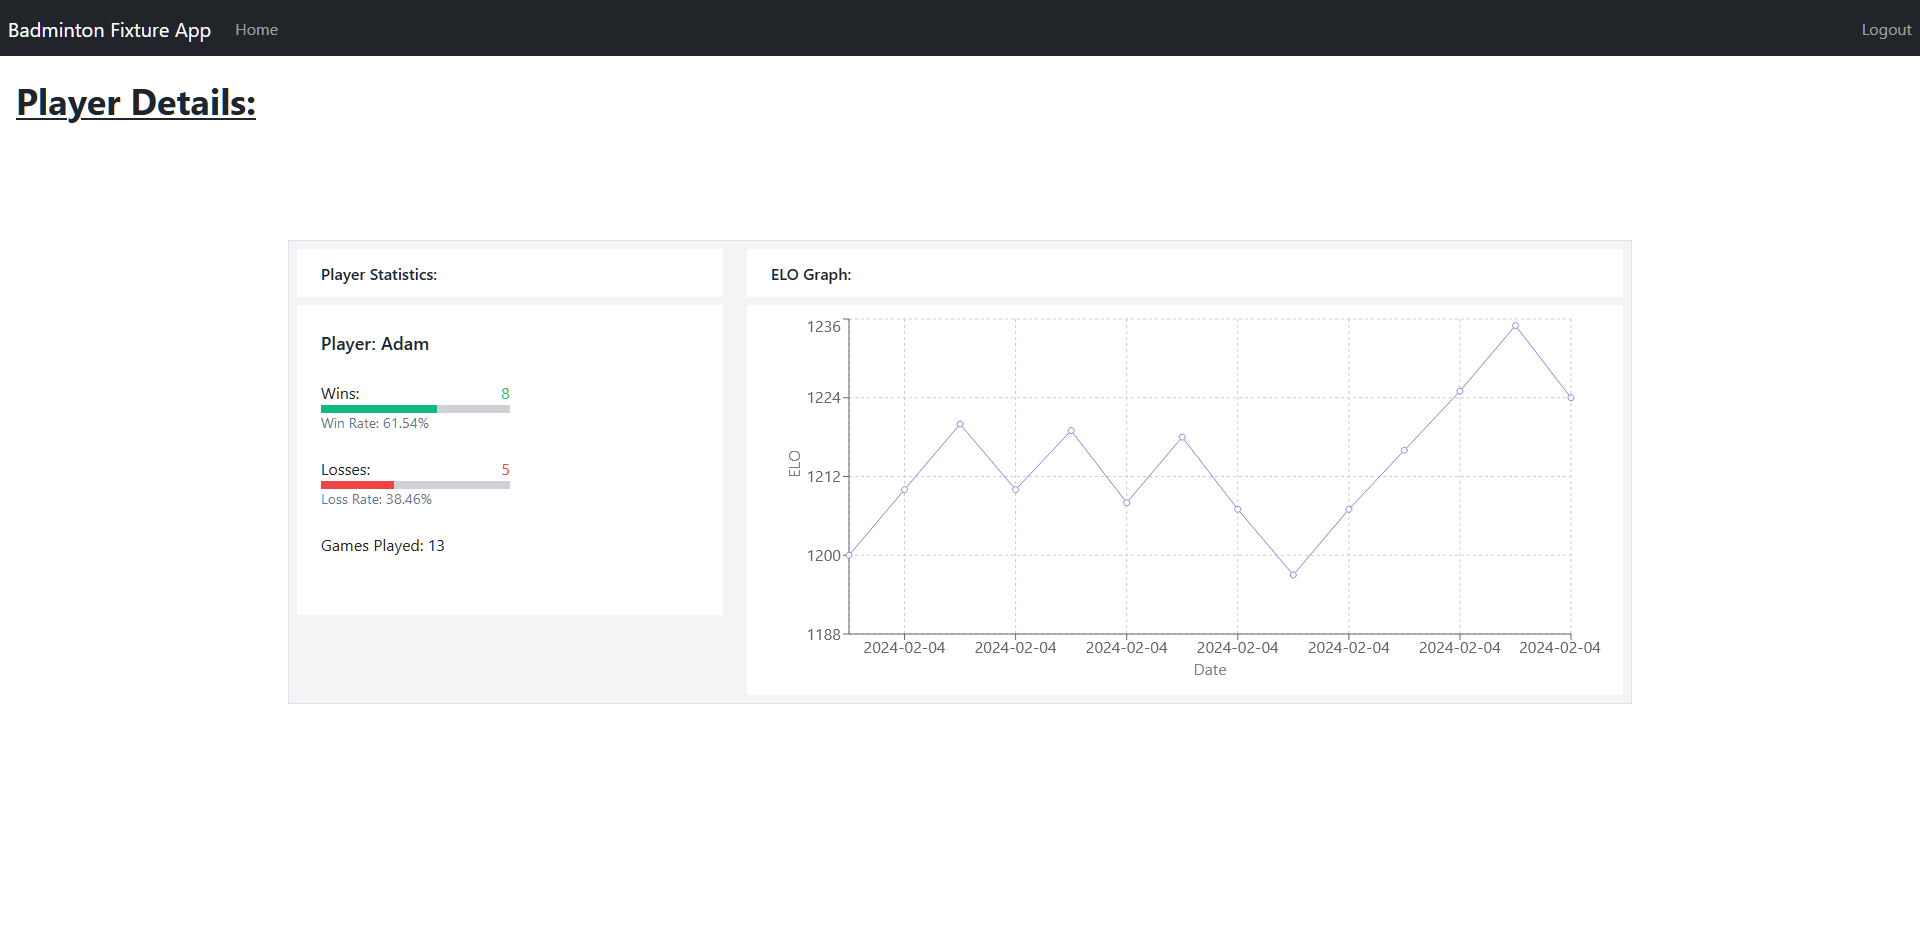 Badminton Fixture App Home Logout
Player Details:
Player Statistics:
Player: Adam
Wins: 8
Win Rate: 61.54%
Losses: 5
Loss Rate: 38.46%
Games Played: 13
ELO Graph:
1236
1224
1212
1200
1188
ELO
2024-02-04 2024-02-04 2024-02-04 2024-02-04 2024-02-04 2024-02-04 2024-02-04
Date